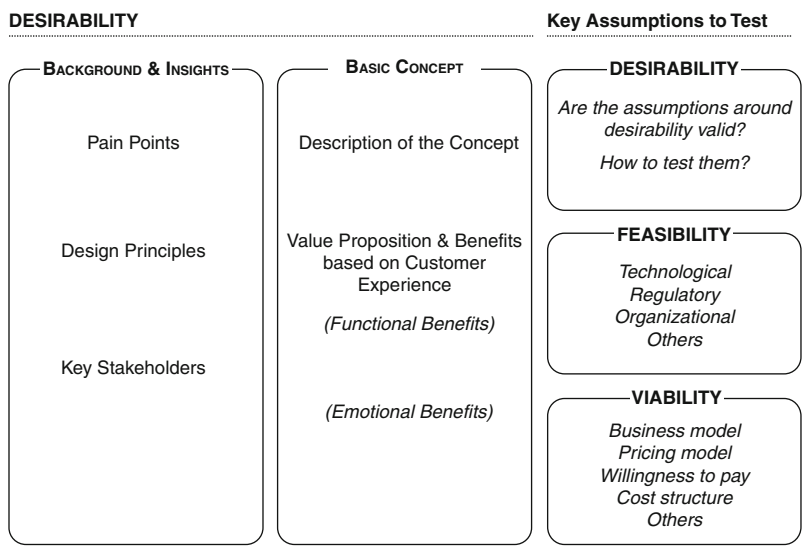 DESIRABILITY
BACKGROUND & INSIGHTS
Pain Points
Design Principles
Key Stakeholders
BASIC CONCEPT
Description of the Concept
Value Proposition & Benefits
based on Customer
Experience
(Functional Benefits)
(Emotional Benefits)
Key Assumptions to Test
DESIRABILITY
Are the assumptions around
desirability valid?
How to test them?
FEASIBILITY
Technological
Regulatory
Organizational
Others
VIABILITY
Business model
Pricing model
Willingness to pay
Cost structure
Others